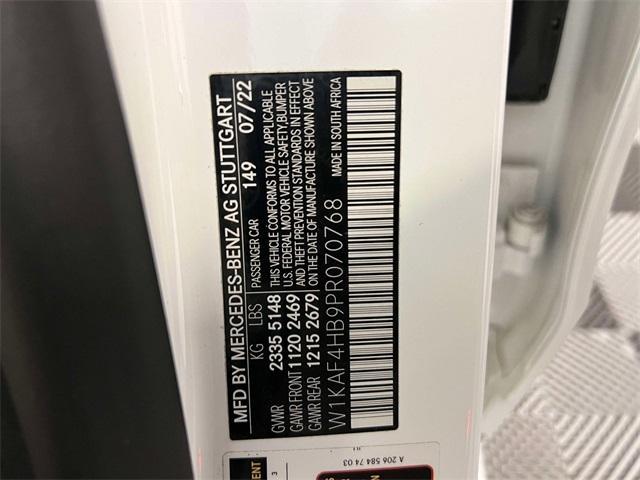 MFD BY MERCEDES-BENZ AG STUTTGART
PASSENGER CAR 149 07/22
KG LBS
GVWR 2335 5148
GAWR FRONT 1120 2469
GAWR REAR 1215 2679
THIS VEHICLE CONFORMS TO ALL APPLICABLE
U.S. FEDERAL MOTOR VEHICLE SAFETY, BUMPER
AND THEFT PREVENTION STANDARDS IN EFFECT
ON THE DATE OF MANUFACTURE SHOWN ABOVE
W1KAF4HB9PR070768
MADE IN SOUTH AFRICA
A 206 584 74 03